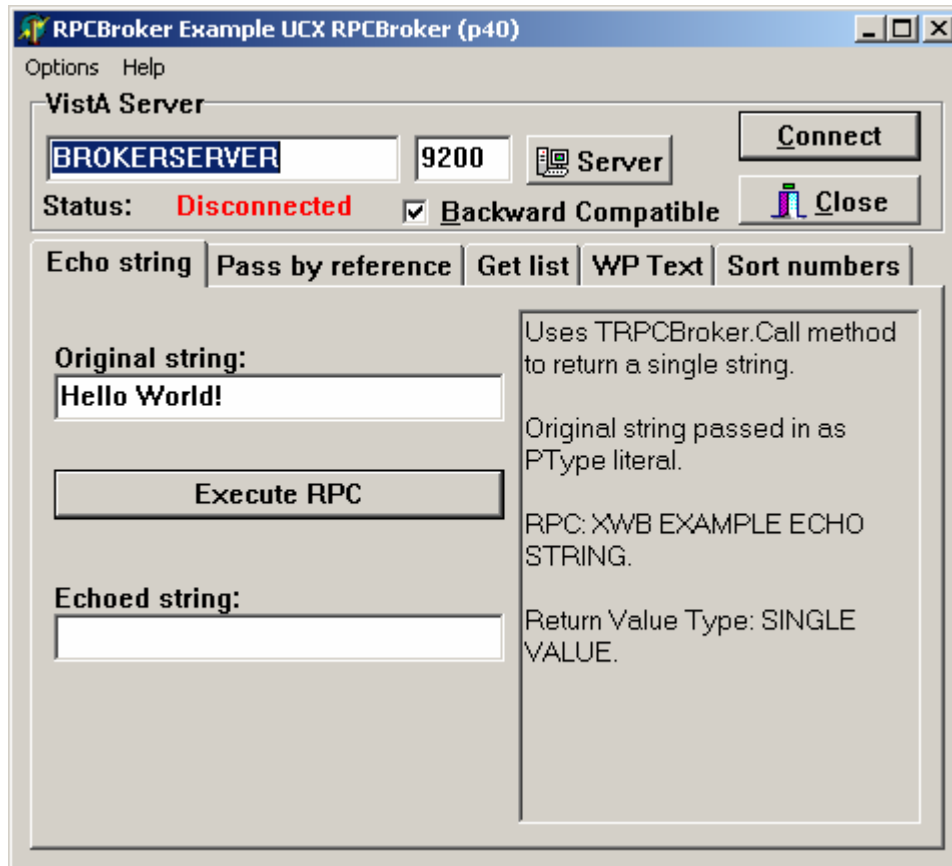 RPCBroker Example UCX RPCBroker (p40)
Options Help
VistA Server
BROKERSERVER 9200 Server Connect
Status: Disconnected Backward Compatible Close
Echo string Pass by reference Get list WP Text Sort numbers
Original string:
Hello World!
Execute RPC
Echoed string:
Uses TRPCBroker.Call method
to return a single string.
Original string passed in as
PType literal.
RPC: XWB EXAMPLE ECHO
STRING.
Return Value Type: SINGLE
VALUE.